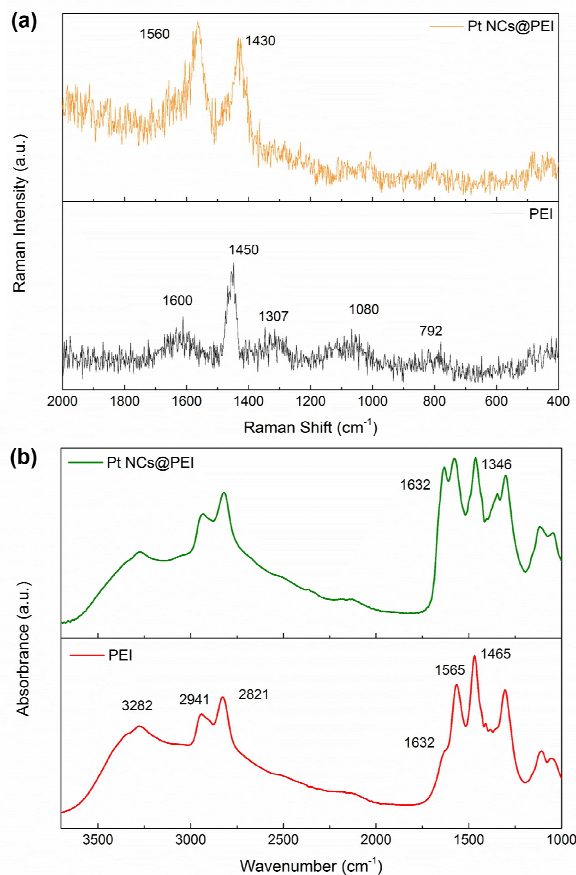 (a)
Pt NCs@PEI
1560
1430
PEI
1450
1600
1307
1080
792
2000 1800 1600 1400 1200 1000 800 600 400
Raman Shift (cm-1)
Raman Intensity (a.u.)
(b)
Pt NCs@PEI
1632
1346
PEI
3282
2941
2821
1632
1565
1465
3500 3000 2500 2000 1500 1000
Wavenumber (cm-1)
Absorbrance (a.u.)